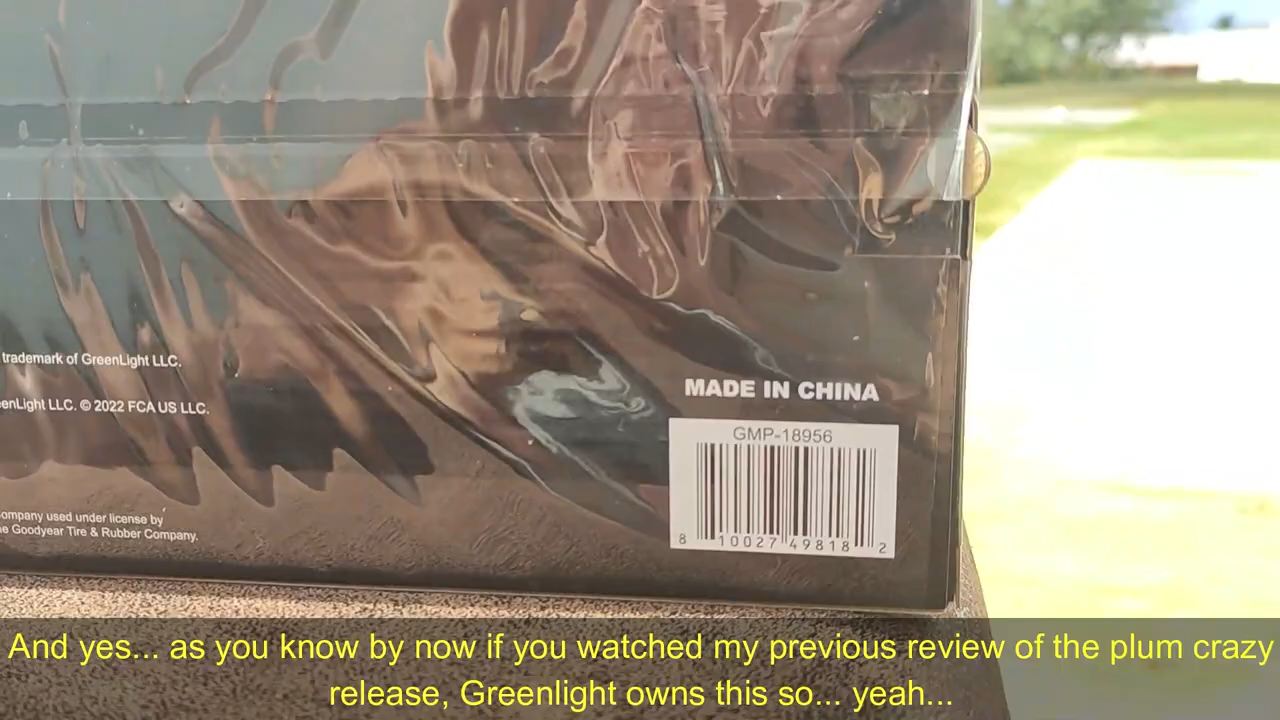 trademark of GreenLight LLC.
enLight LLC. © 2022 FCA US LLC.
ompany used under license by
e Goodyear Tire & Rubber Company.
MADE IN CHINA
GMP-18956
8 10027 49818 2
And yes... as you know by now if you watched my previous review of the plum crazy
release, Greenlight owns this so... yeah...